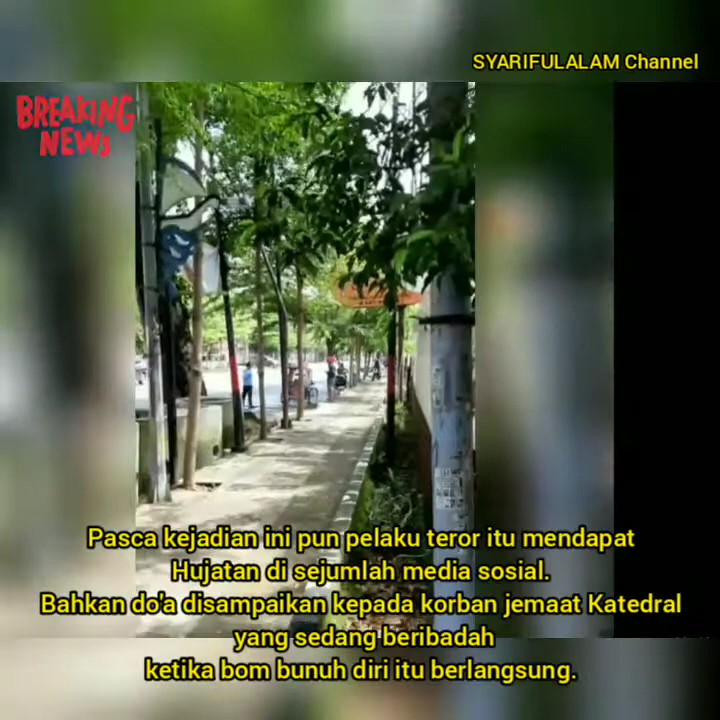 SYARIFULALAM Channel
BREAKING
NEWS
Pasca kejadian ini pun pelaku teror itu mendapat
Hujatan di sejumlah media sosial.
Bahkan do'a disampaikan kepada korban jemaat Katedral
yang sedang beribadah
ketika bom bunuh diri itu berlangsung.